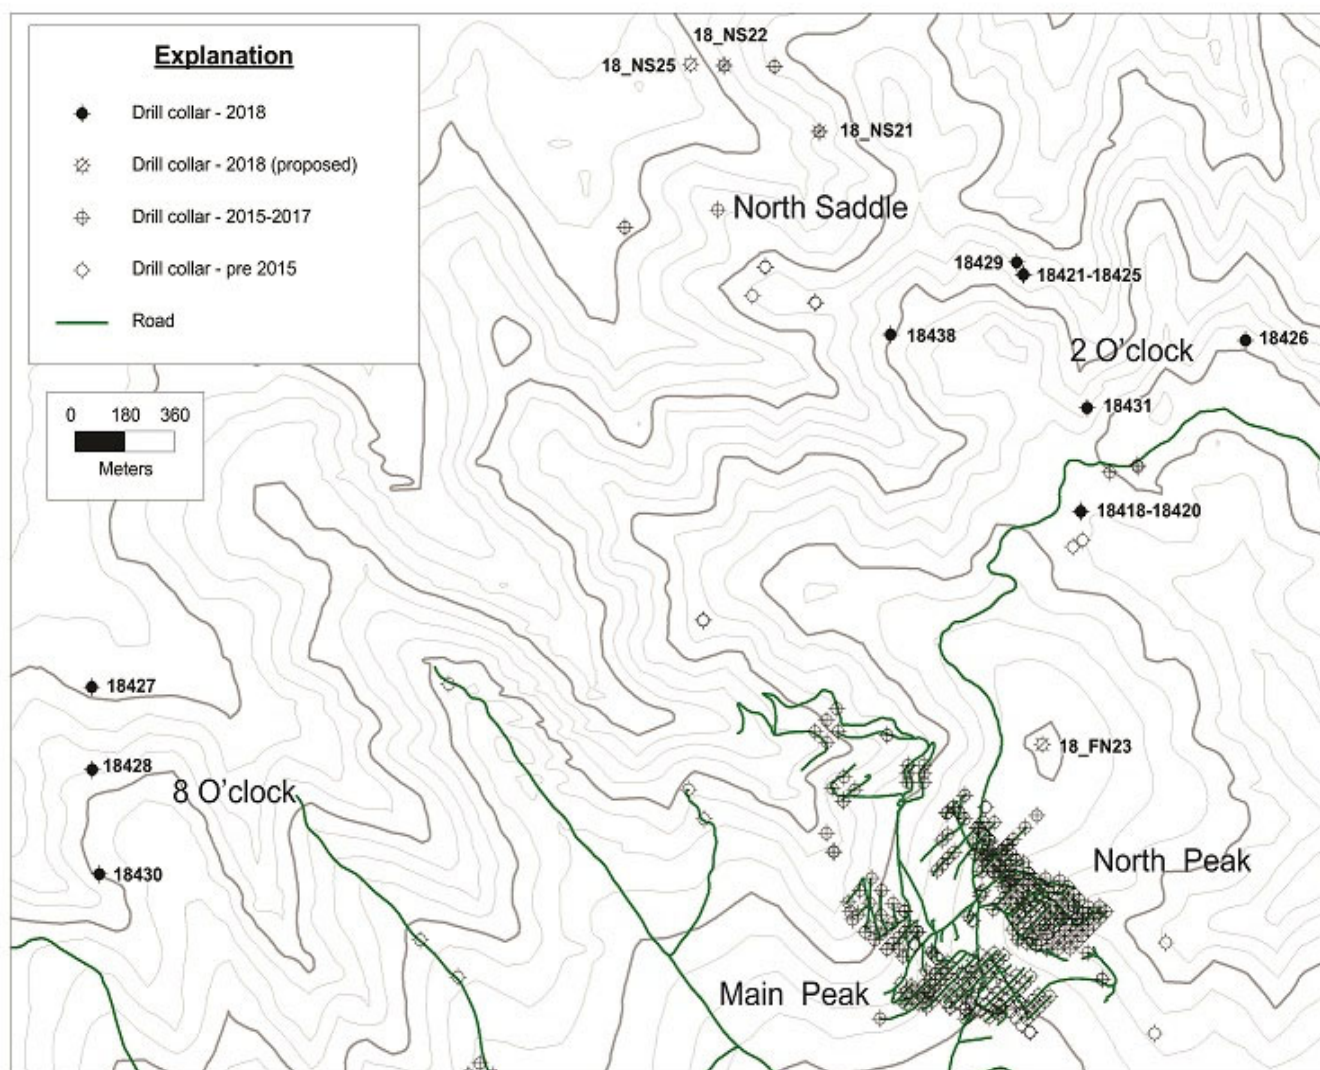 Explanation
Drill collar - 2018
Drill collar - 2018 (proposed)
Drill collar - 2015-2017
Drill collar - pre 2015
Road
0 180 360
Meters
18_NS22
18_NS25
18_NS21
North Saddle
18429
18421-18425
18438
2 O'clock
18426
18431
18418-18420
18427
18428
8 O'clock
18430
18_FN23
North Peak
Main Peak